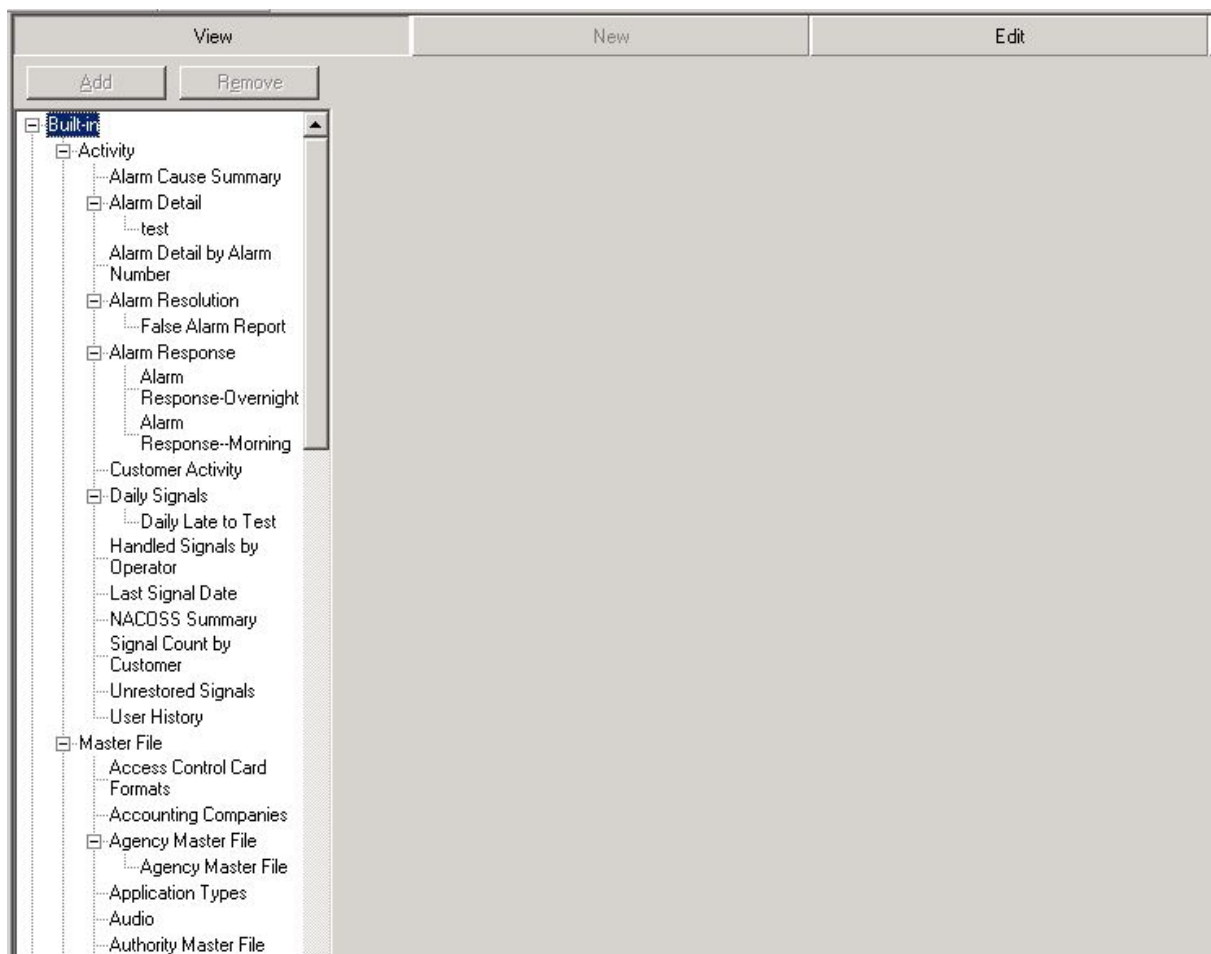 View
New
Edit
Add
Remove
Built-in
Activity
Alarm Cause Summary
Alarm Detail
test
Alarm Detail by Alarm
Number
Alarm Resolution
False Alarm Report
Alarm Response
Alarm
Response-Overnight
Alarm
Response--Morning
Customer Activity
Daily Signals
Daily Late to Test
Handled Signals by
Operator
Last Signal Date
NACOSS Summary
Signal Count by
Customer
Unrestored Signals
User History
Master File
Access Control Card
Formats
Accounting Companies
Agency Master File
Agency Master File
Application Types
Audio
Authority Master File